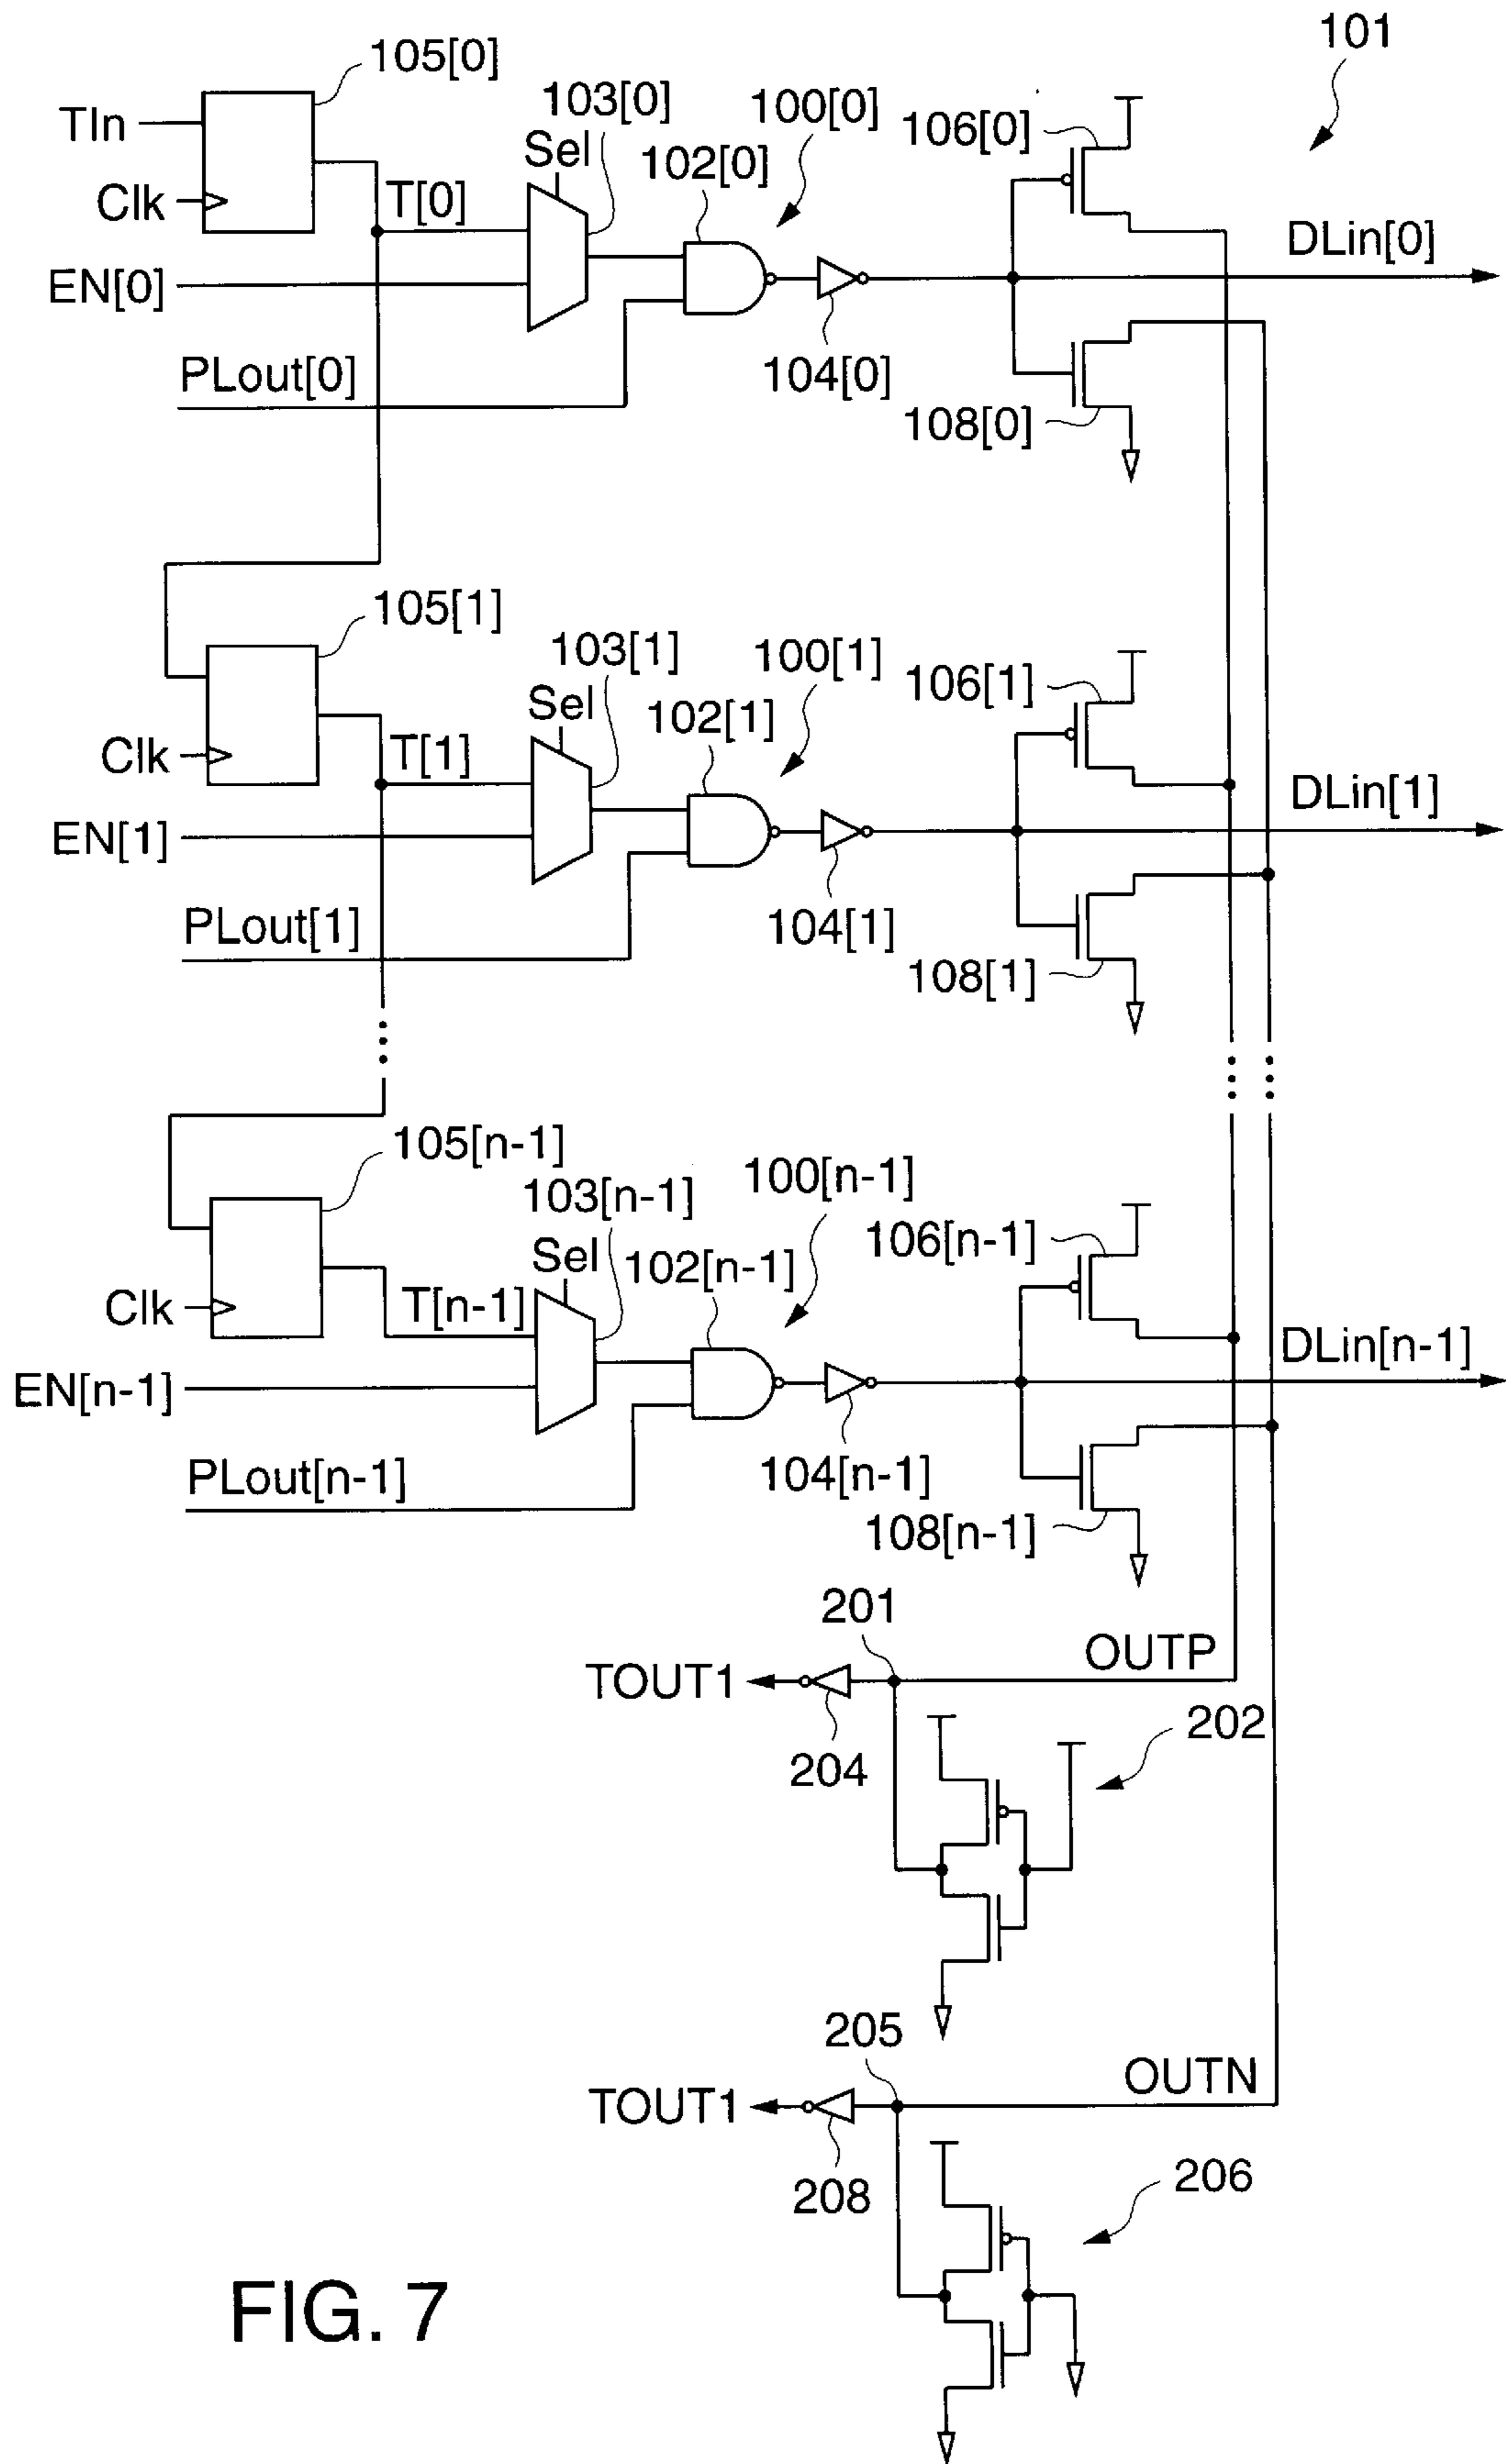 101
105[0]
TIn
103[0]
100[0]
106[0]
Sel
102[0]
Clk
T[0]
DLin[0]
EN[0]
PLout[0]
104[0]
108[0]
105[1]
103[1]
100[1]
106[1]
Sel
102[1]
Clk
T[1]
DLin[1]
EN[1]
PLout[1]
104[1]
108[1]
105[n-1]
103[n-1]
100[n-1]
106[n-1]
Sel
102[n-1]
Clk
T[n-1]
DLin[n-1]
EN[n-1]
PLout[n-1]
104[n-1]
108[n-1]
201
OUTP
TOUT1
202
204
205
OUTN
TOUT1
206
208
FIG. 7